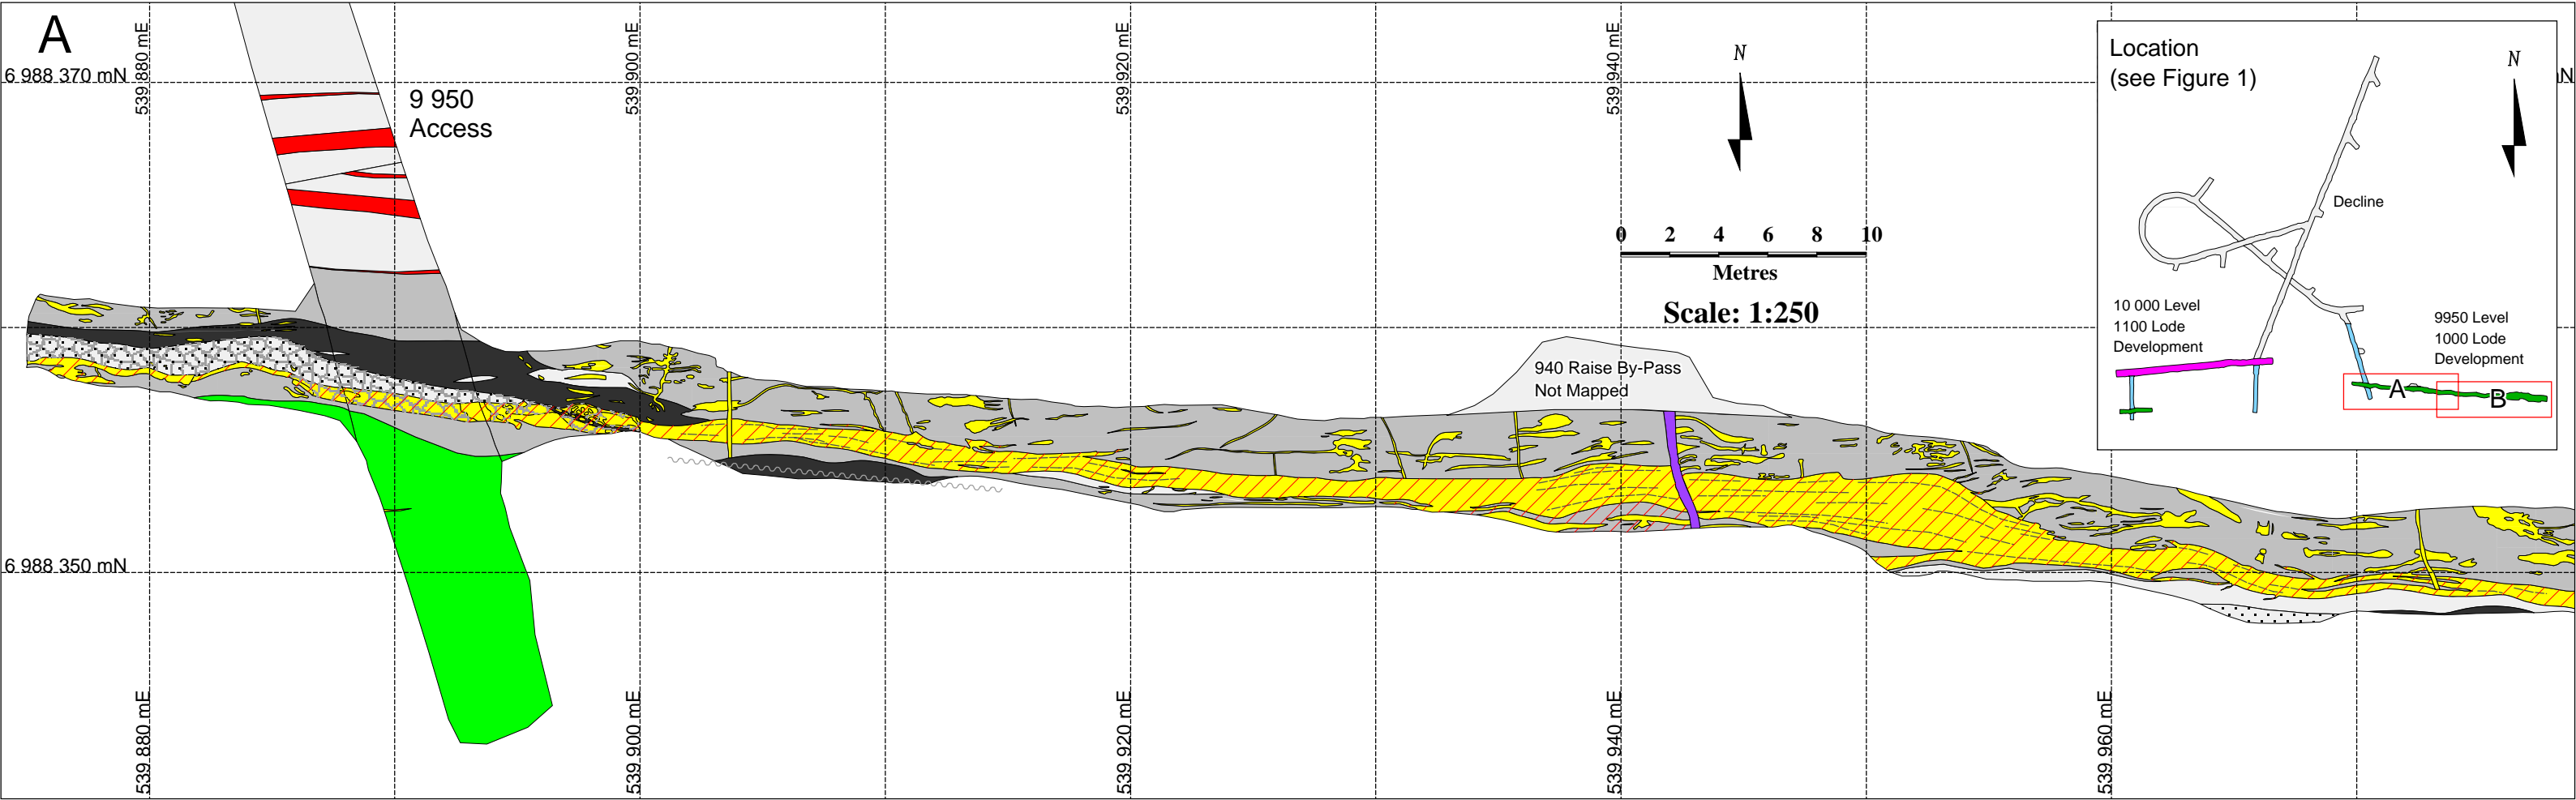 A
539 880 mE
539 900 mE
539 920 mE
539 940 mE
6 988 370 mN
9 950
Access
N
0 2 4 6 8 10
Metres
Scale: 1:250
940 Raise By-Pass
Not Mapped
Location
(see Figure 1)
N
N
Decline
10 000 Level
1100 Lode
Development
9950 Level
1000 Lode
Development
A
B
6 988 350 mN
539 880 mE
539 900 mE
539 920 mE
539 940 mE
539 960 mE